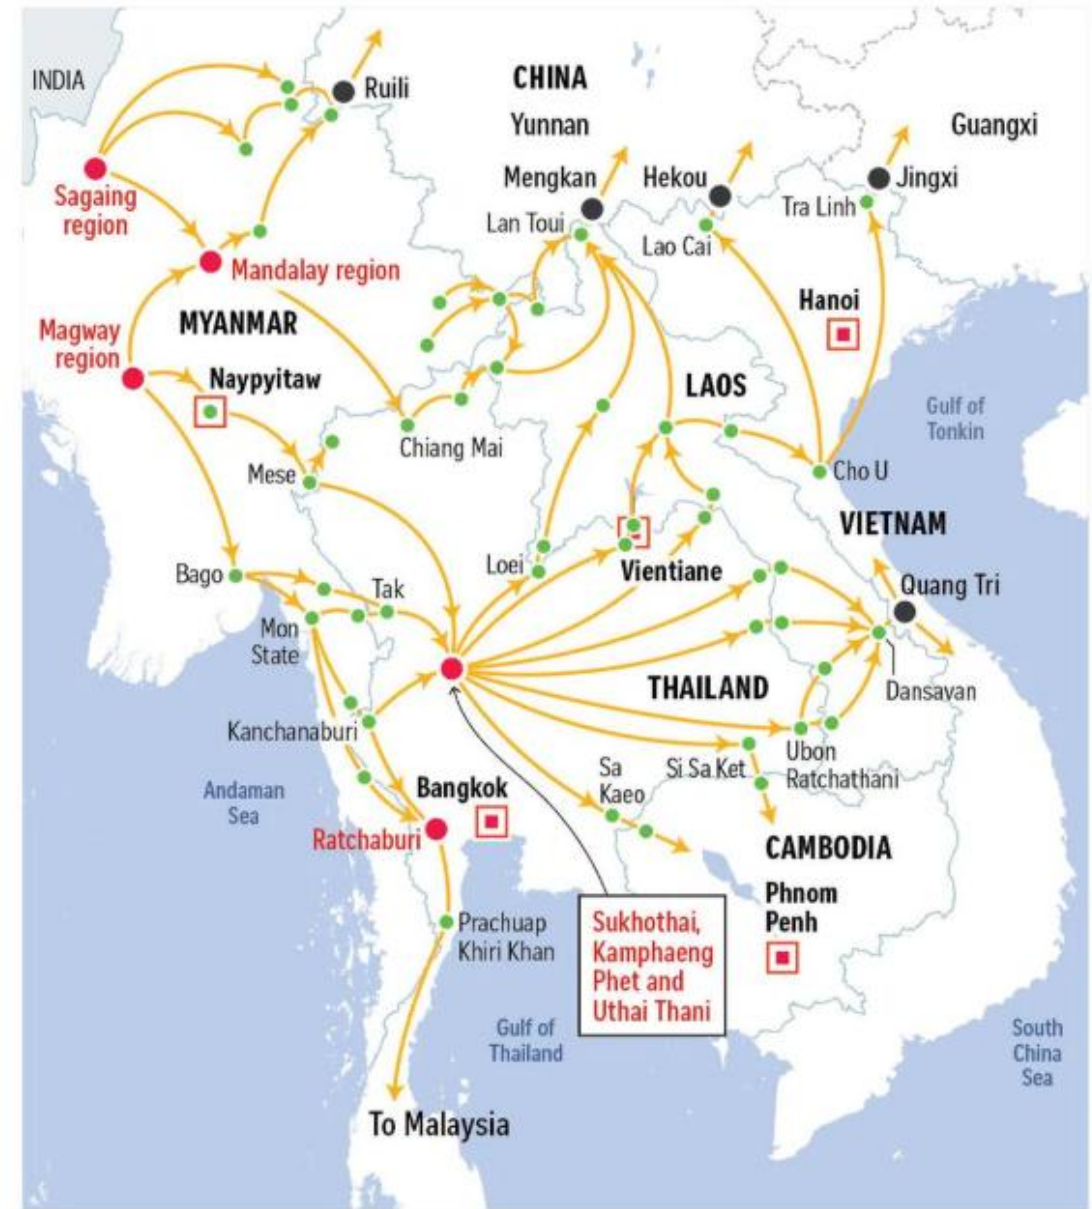 INDIA
Ruili
CHINA
Yunnan
Guangxi
Mengkan
Hekou
Jingxi
Sagaing
region
Lan Toui
Lao Cai
Tra Linh
Mandalay region
Hanoi
Magway
region
MYANMAR
Naypyitaw
LAOS
Gulf of
Tonkin
Chiang Mai
Mese
Cho U
VIETNAM
Bago
Tak
Loei
Vientiane
Quang Tri
Mon
State
THAILAND
Dansavan
Kanchanaburi
Ubon
Ratchathani
Si Sa Ket
Sa
Kaeo
Andaman
Sea
Bangkok
Ratchaburi
CAMBODIA
Phnom
Penh
Prachuap
Khiri Khan
Sukhothai,
Kamphaeng
Phet and
Uthai Thani
Gulf of
Thailand
South
China
Sea
To Malaysia